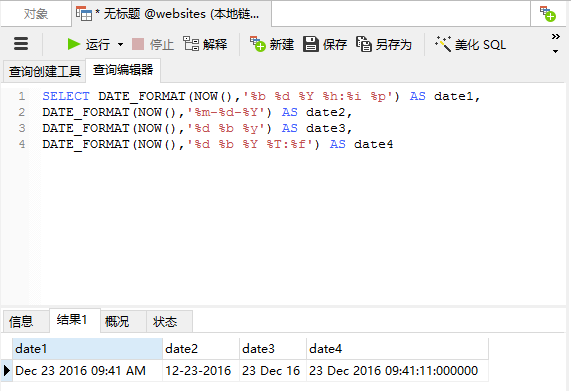 对象 * 无标题 @websites (本地链...
运行 停止 解释 新建 保存 另存为 美化 SQL
查询创建工具 查询编辑器
1 SELECT DATE_FORMAT(NOW(),'%b %d %Y %h:%i %p') AS date1,
2 DATE_FORMAT(NOW(),'%m-%d-%Y') AS date2,
3 DATE_FORMAT(NOW(),'%d %b %y') AS date3,
4 DATE_FORMAT(NOW(),'%d %b %Y %T:%f') AS date4
信息 结果1 概况 状态
date1 date2 date3 date4
Dec 23 2016 09:41 AM 12-23-2016 23 Dec 16 23 Dec 2016 09:41:11:000000